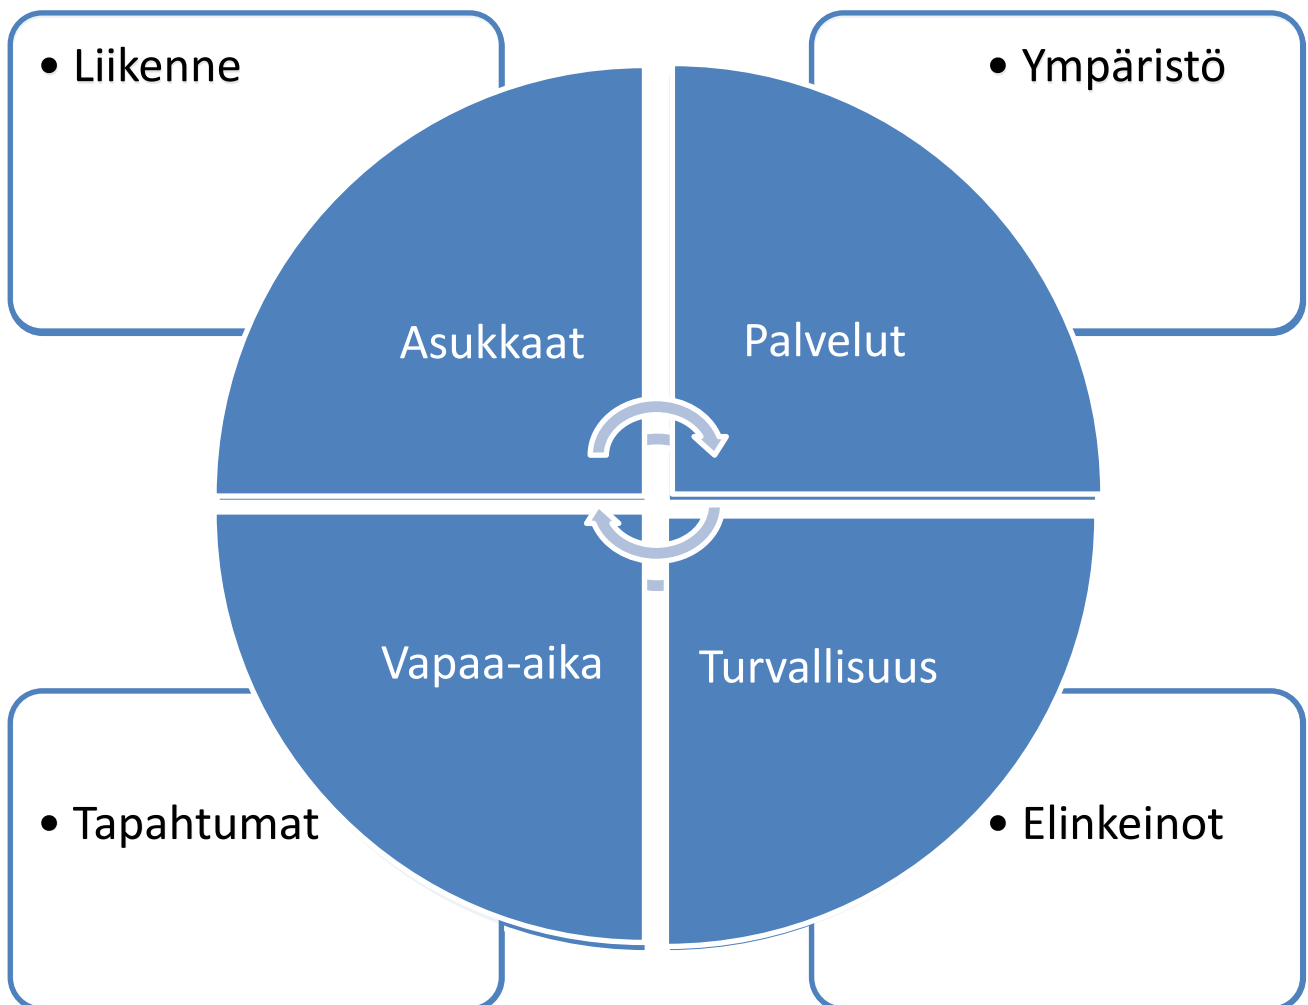 • Liikenne
• Ympäristö
Asukkaat
Palvelut
Vapaa-aika
Turvallisuus
• Tapahtumat
• Elinkeinot